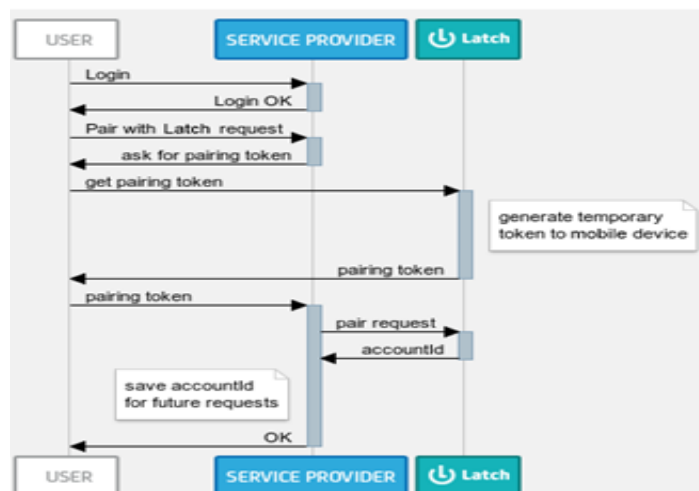 USER
SERVICE PROVIDER
Latch
Login
Login OK
Pair with Latch request
ask for pairing token
get pairing token
generate temporary
token to mobile device
pairing token
pairing token
pair request
accountId
save accountId
for future requests
OK
USER
SERVICE PROVIDER
Latch